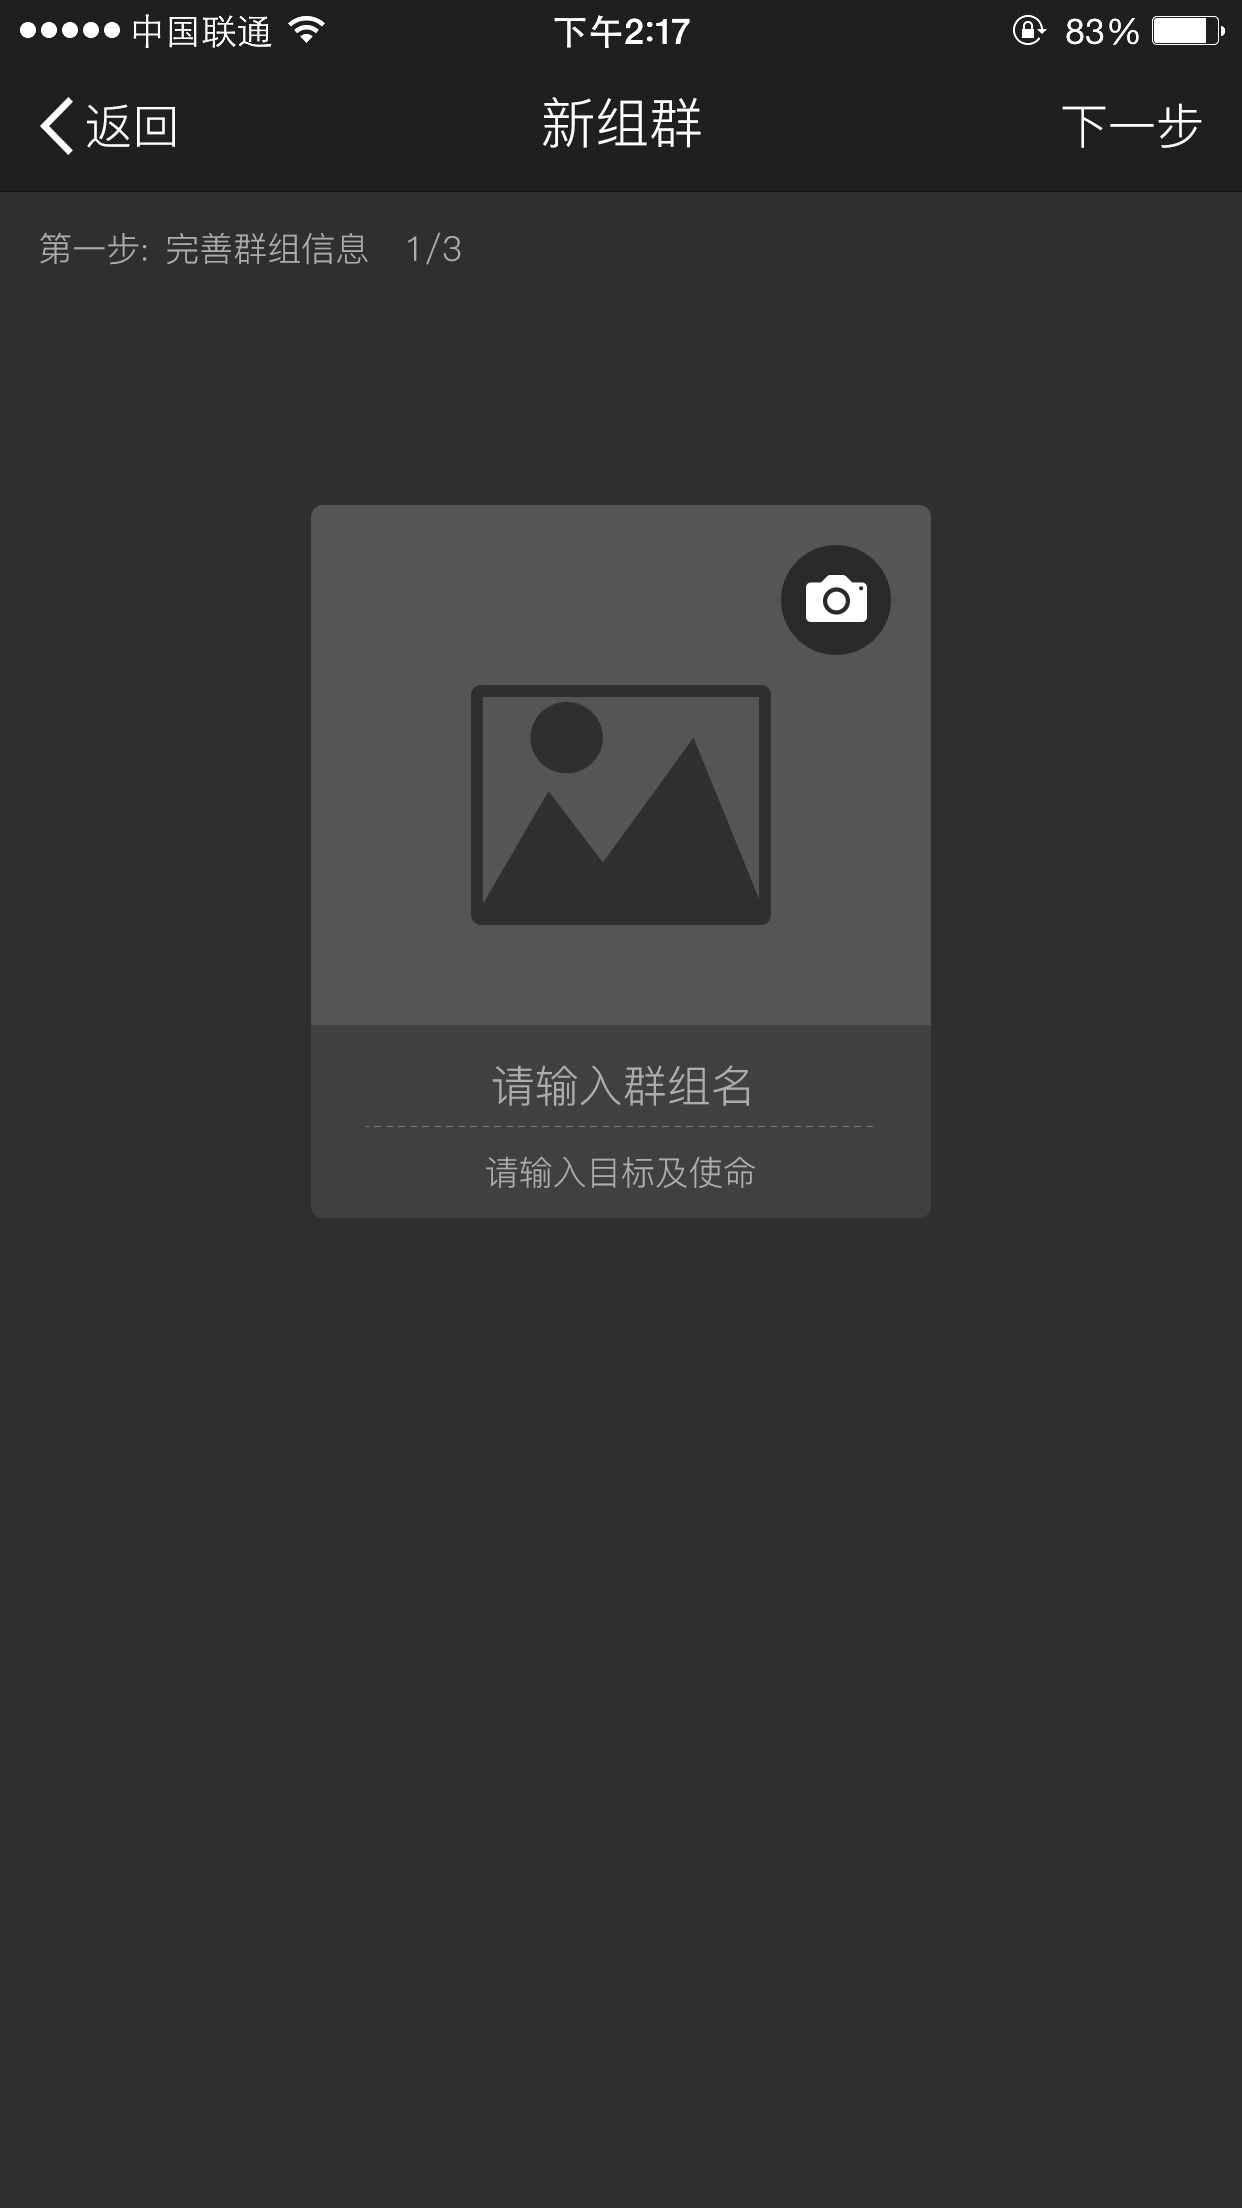 中国联通 下午2:17 83%
返回 新组群 下一步
第一步: 完善群组信息 1/3
请输入群组名
请输入目标及使命